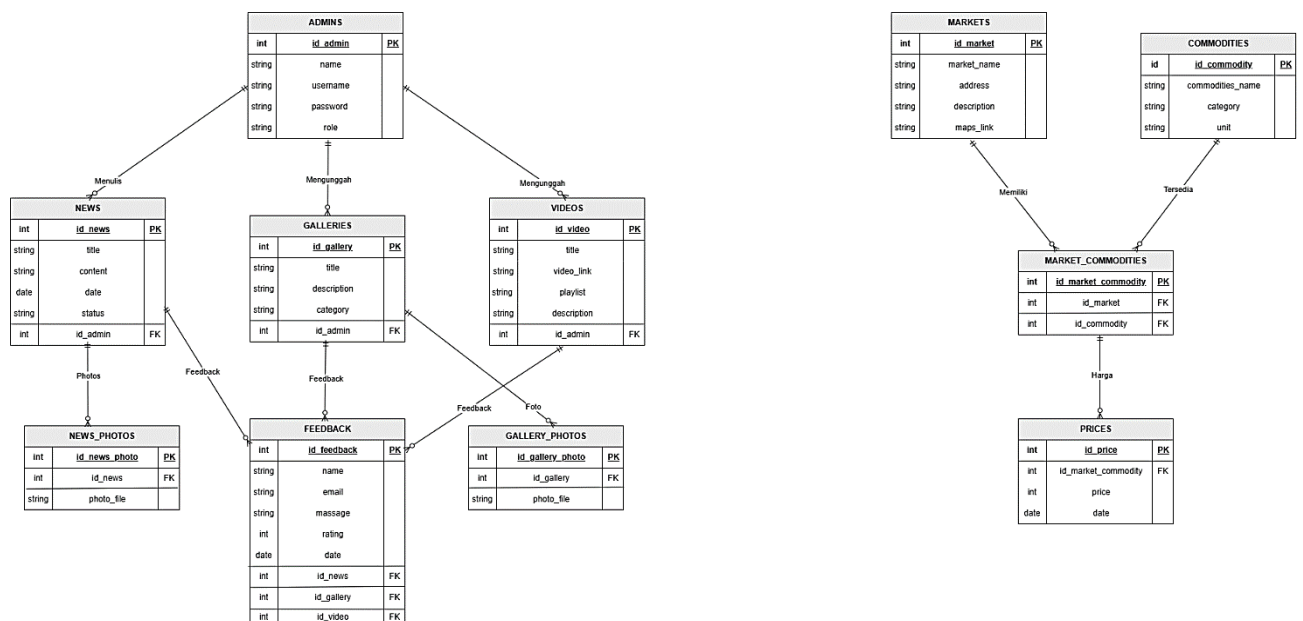 ADMINS
int id_admin PK
string name
string username
string password
string role
Menulis
Mengunggah
Mengunggah
NEWS
int id_news PK
string title
string content
date date
string status
int id_admin FK
GALLERIES
int id_gallery PK
string title
string description
string category
int id_admin FK
VIDEOS
int id_video PK
string title
string video_link
string playlist
string description
int id_admin FK
Photos
Feedback
Feedback
Feedback
Foto
NEWS_PHOTOS
int id_news_photo PK
int id_news FK
string photo_file
FEEDBACK
int id_feedback PK
string name
string email
string massage
int rating
date date
int id_news FK
int id_gallery FK
int id_video FK
GALLERY_PHOTOS
int id_gallery_photo PK
int id_gallery FK
string photo_file
MARKETS
int id_market PK
string market_name
string address
string description
string maps_link
COMMODITIES
id id_commodity PK
string commodities_name
string category
string unit
Memiliki
Tersedia
MARKET_COMMODITIES
int id_market_commodity PK
int id_market FK
int id_commodity FK
Harga
PRICES
int id_price PK
int id_market_commodity FK
int price
date date